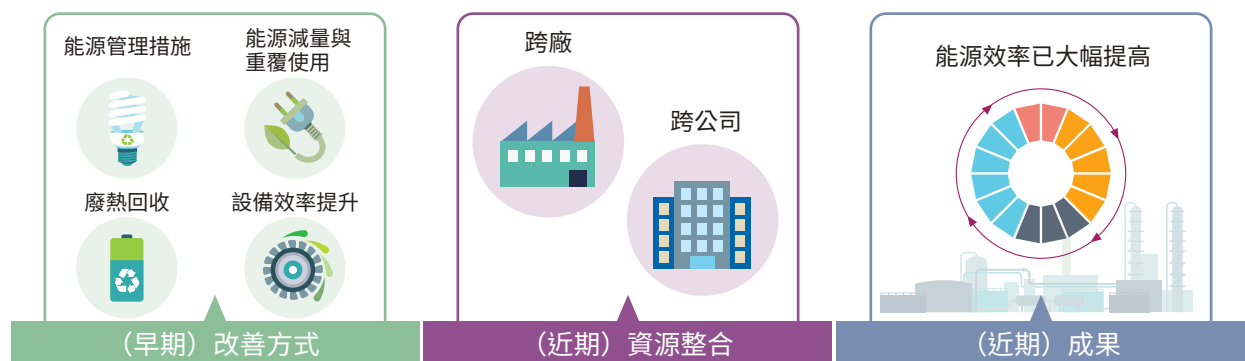 能源管理措施
能源減量與
重覆使用
廢熱回收
設備效率提升
（早期）改善方式
跨廠
跨公司
（近期）資源整合
能源效率已大幅提高
（近期）成果